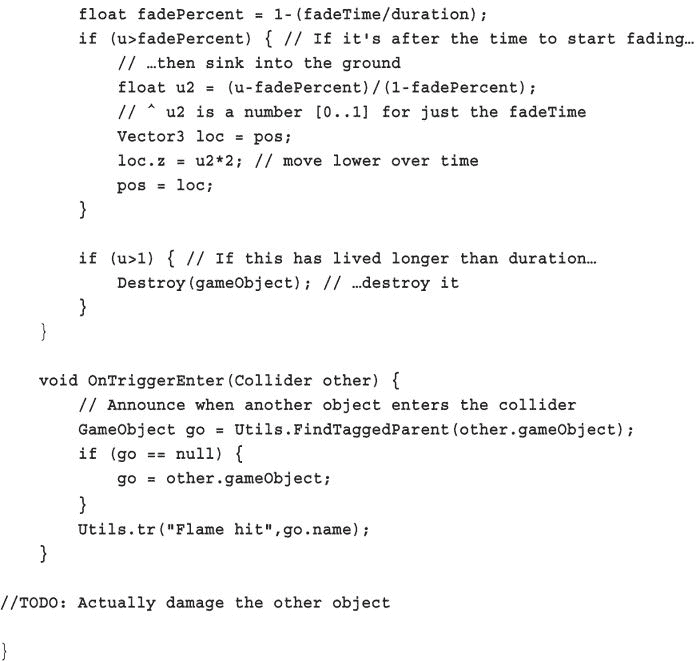 float fadePercent = 1-(fadeTime/duration);
        if (u>fadePercent) { // If it's after the time to start fading…
            // …then sink into the ground
            float u2 = (u-fadePercent)/(1-fadePercent);
            // ^ u2 is a number [0..1] for just the fadeTime
            Vector3 loc = pos;
            loc.z = u2*2; // move lower over time
            pos = loc;
        }

        if (u>1) { // If this has lived longer than duration…
            Destroy(gameObject); // …destroy it
        }
    }

    void OnTriggerEnter(Collider other) {
        // Announce when another object enters the collider
        GameObject go = Utils.FindTaggedParent(other.gameObject);
        if (go == null) {
            go = other.gameObject;
        }
        Utils.tr("Flame hit",go.name);
    }

//TODO: Actually damage the other object

}